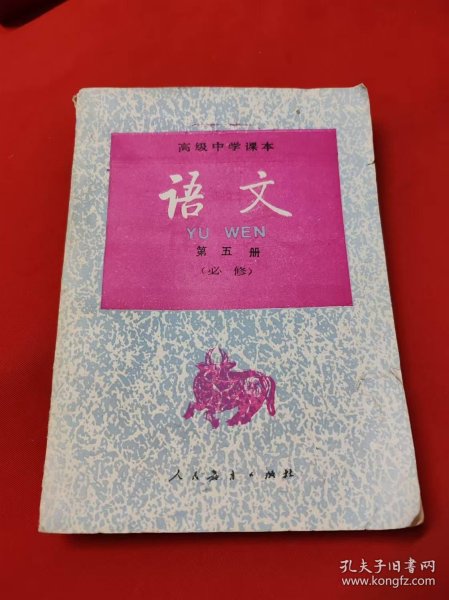 高级中学课本
语文
YU WEN
第五册
(必修)
人民教育出版社
孔夫子旧书网
www.kongfz.com